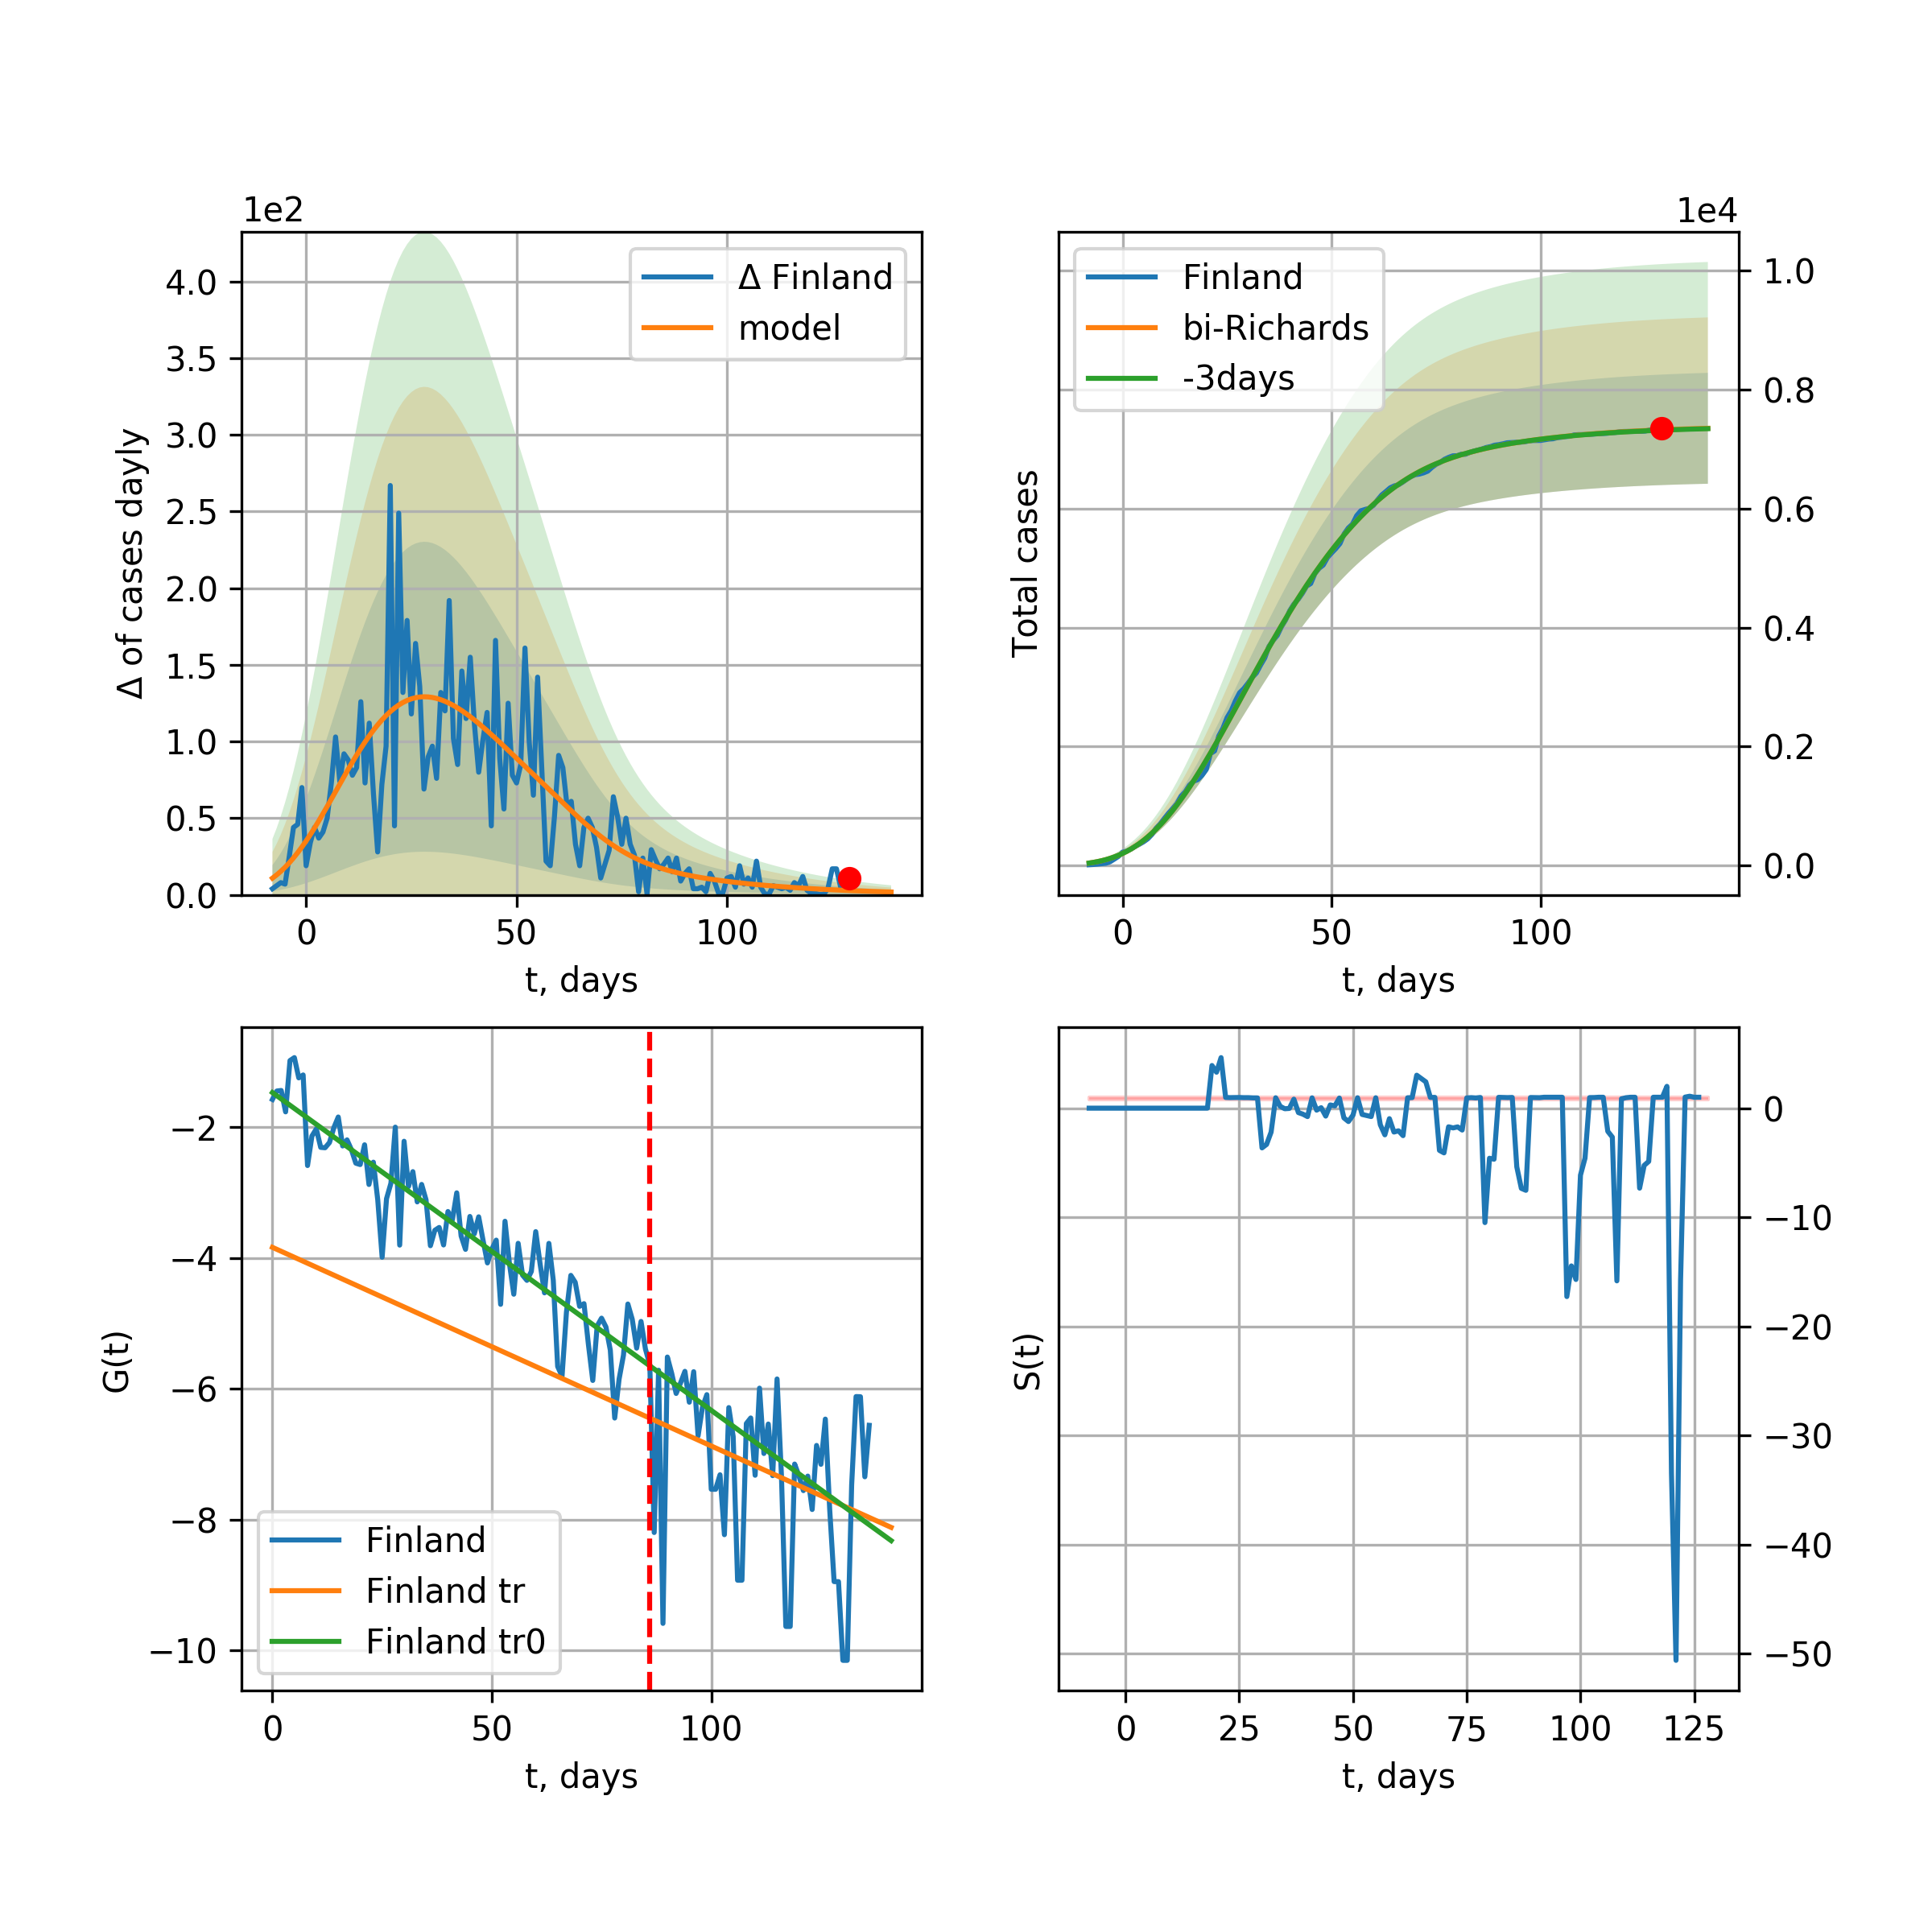 1e2
Δ of cases dayly
4.0
3.5
3.0
2.5
2.0
1.5
1.0
0.5
0.0
0 50 100
t, days
Δ Finland
model
1e4
Total cases
1.0
0.8
0.6
0.4
0.2
0.0
0 50 100
t, days
Finland
bi-Richards
-3days
G(t)
−2
−4
−6
−8
−10
0 50 100
t, days
Finland
Finland tr
Finland tr0
S(t)
0
−10
−20
−30
−40
−50
0 25 50 75 100 125
t, days